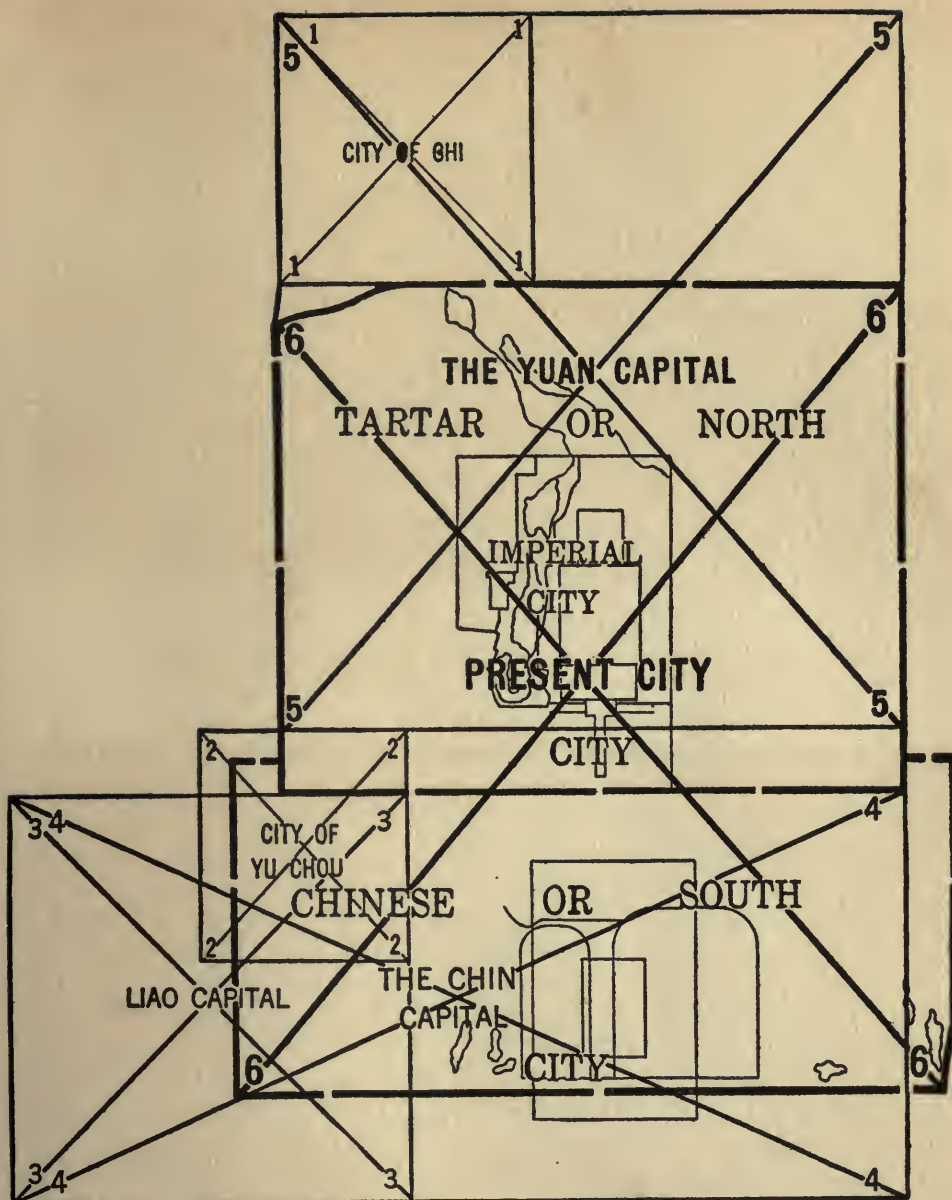 5 1 1 5
CITY OF GHI
1 1
6 6
THE YUAN CAPITAL
TARTAR OR NORTH
IMPERIAL
CITY
PRESENT CITY
5 5
2 2 CITY
3 4 3 4
CITY OF
YU CHOU
CHINESE OR SOUTH
2 2
THE CHIN
LIAO CAPITAL
CAPITAL
6 CITY 6
3 4 3 4